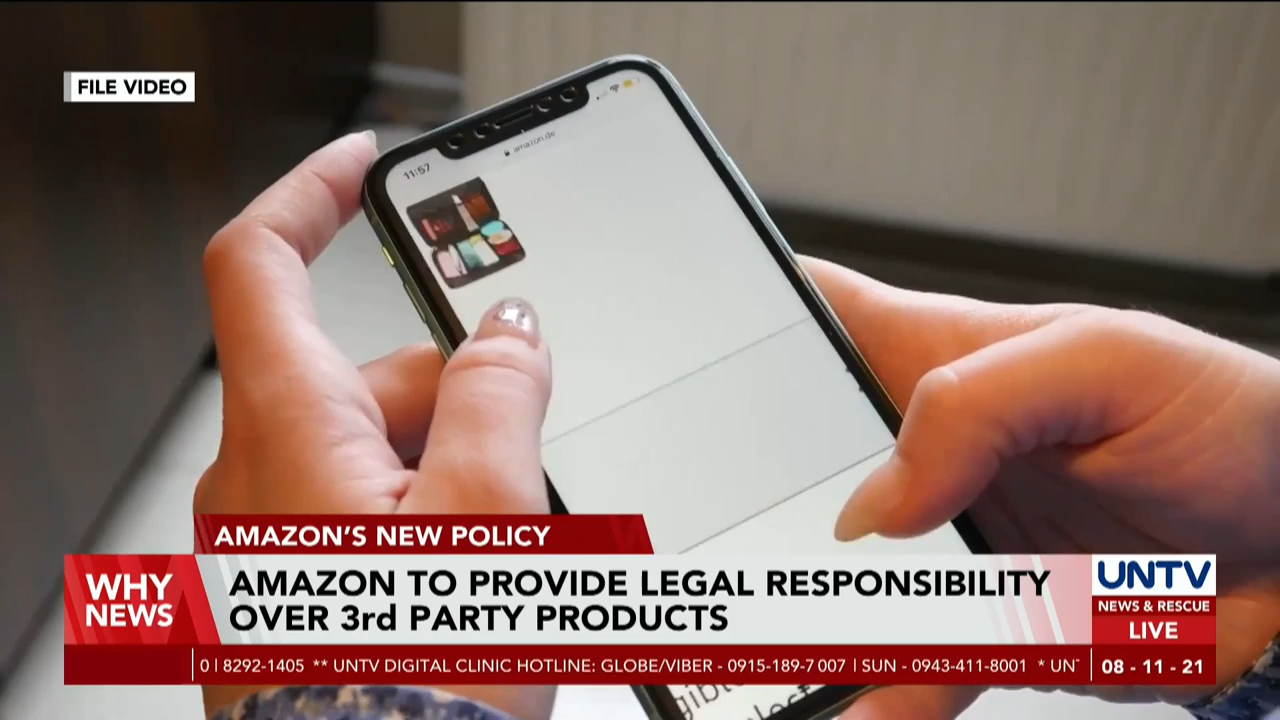 FILE VIDEO
11:57
amazon.de
AMAZON'S NEW POLICY
WHY
NEWS
AMAZON TO PROVIDE LEGAL RESPONSIBILITY
OVER 3rd PARTY PRODUCTS
UNTV
NEWS & RESCUE
LIVE
0 | 8292-1405 ** UNTV DIGITAL CLINIC HOTLINE: GLOBE/VIBER - 0915-189-7 007 | SUN - 0943-411-8001 * UN
08 - 11 - 21